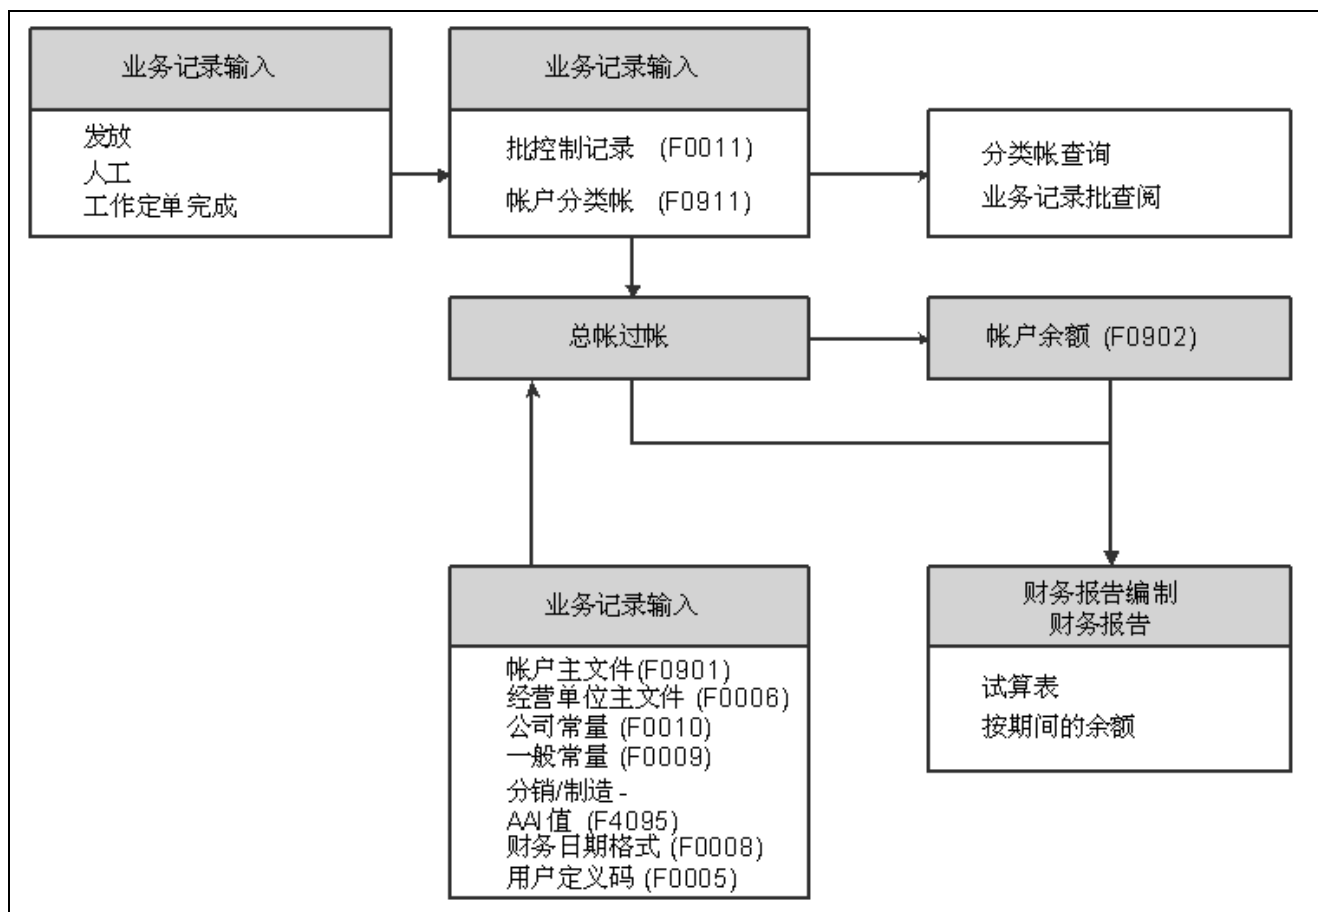 业务记录输入
发放
人工
工作定单完成
业务记录输入
批控制记录 (F0011)
帐户分类帐 (F0911)
分类帐查询
业务记录批查阅
总帐过帐
帐户余额 (F0902)
业务记录输入
帐户主文件(F0901)
经营单位主文件 (F0006)
公司常量 (F0010)
一般常量 (F0009)
分销/制造 -
AAI值 (F4095)
财务日期格式 (F0008)
用户定义码 (F0005)
财务报告编制
财务报告
试算表
按期间的余额